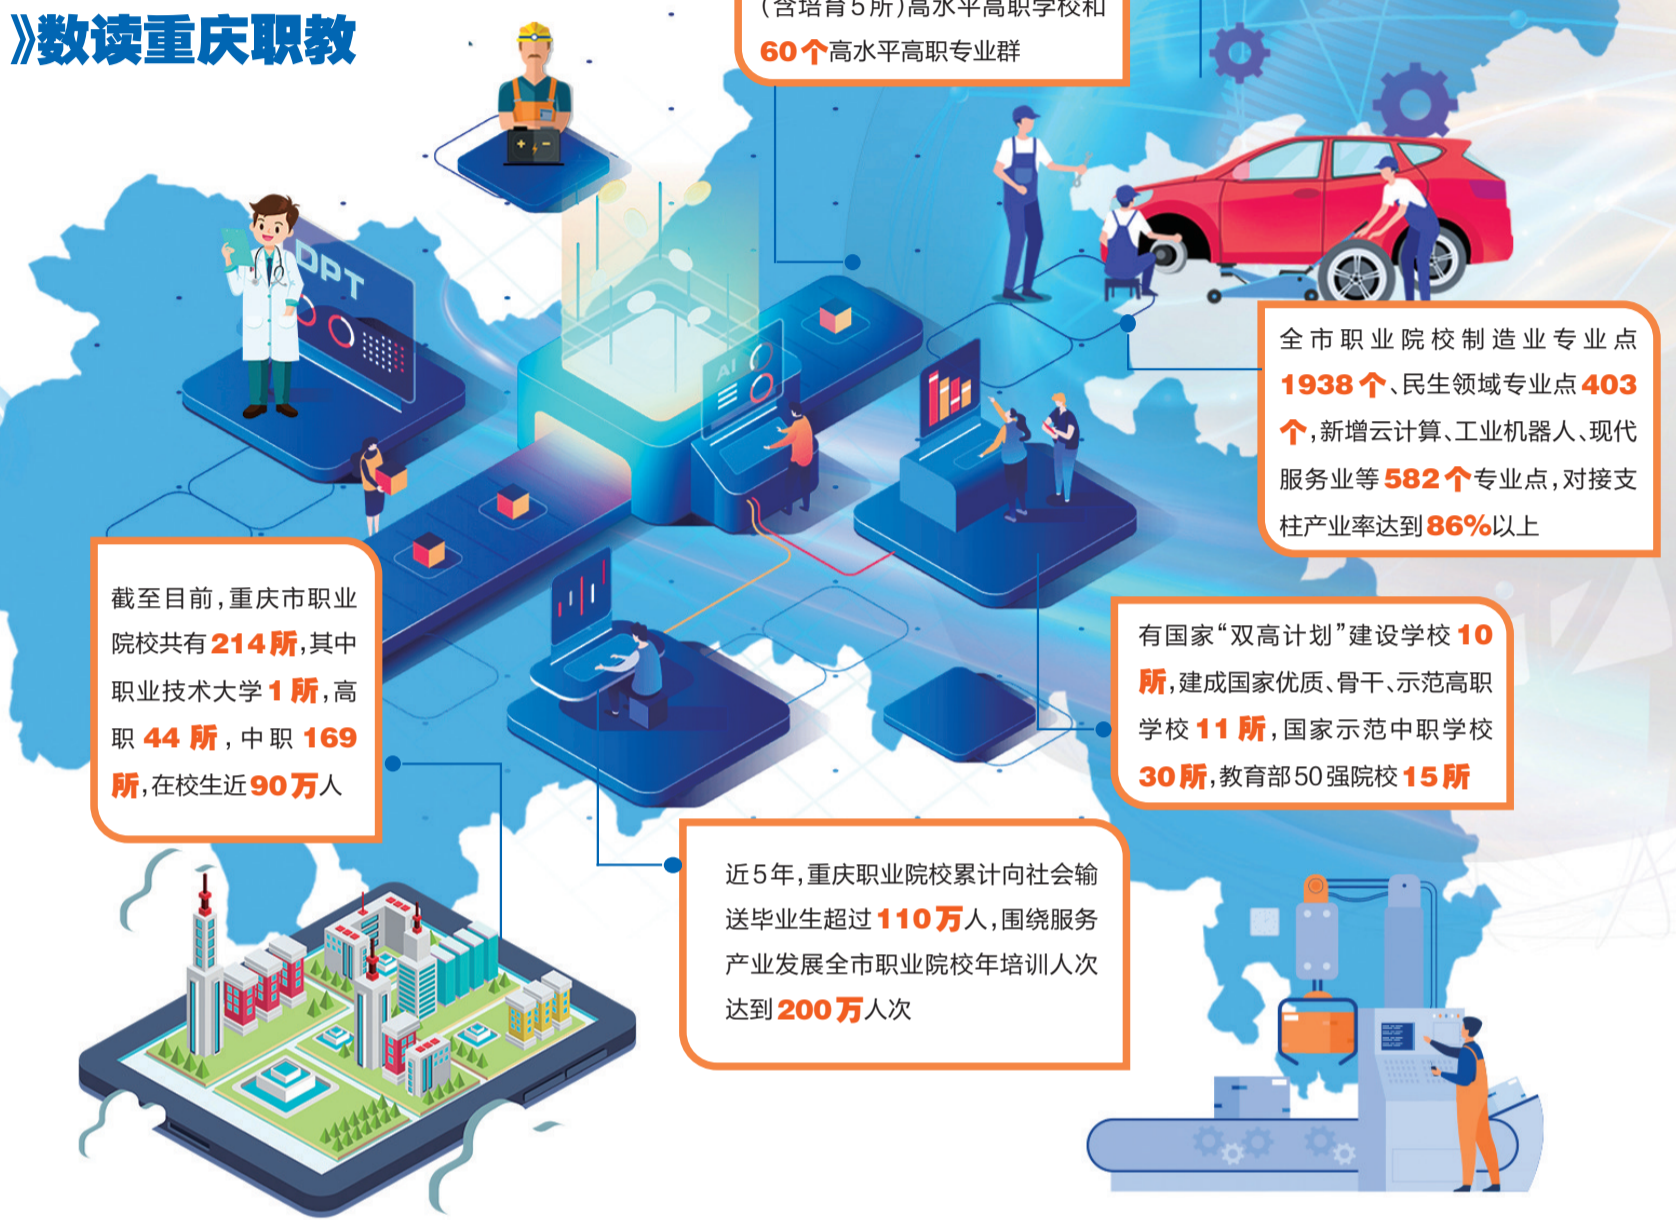 》数读重庆职教
(含培育5所)高水平高职学校和
60个高水平高职专业群
DPT
AI
全市职业院校制造业专业点
1938个、民生领域专业点403
个,新增云计算、工业机器人、现代
服务业等582个专业点,对接支
柱产业率达到86%以上
截至目前,重庆市职业
院校共有214所,其中
职业技术大学1所,高
职44所,中职169
所,在校生近90万人
有国家“双高计划”建设学校10
所,建成国家优质、骨干、示范高职
学校11所,国家示范中职学校
30所,教育部50强院校15所
近5年,重庆职业院校累计向社会输
送毕业生超过110万人,围绕服务
产业发展全市职业院校年培训人次
达到200万人次